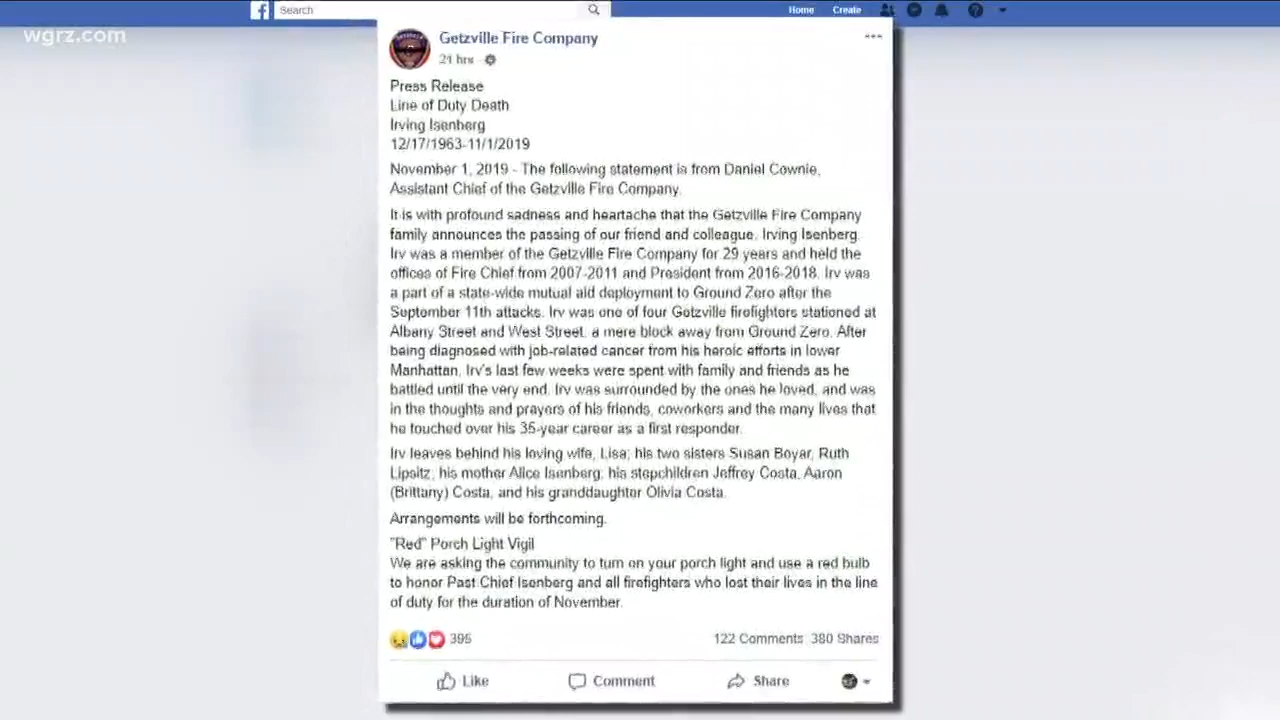 Search
Home Create
wgrz.com
Getzville Fire Company
21 hrs
Press Release
Line of Duty Death
Irving Isenberg
12/17/1963-11/1/2019
November 1, 2019 - The following statement is from Daniel Cownie,
Assistant Chief of the Getzville Fire Company.
It is with profound sadness and heartache that the Getzville Fire Company
family announces the passing of our friend and colleague, Irving Isenberg.
Irv was a member of the Getzville Fire Company for 29 years and held the
offices of Fire Chief from 2007-2011 and President from 2016-2018. Irv was
a part of a state-wide mutual aid deployment to Ground Zero after the
September 11th attacks. Irv was one of four Getzville firefighters stationed at
Albany Street and West Street, a mere block away from Ground Zero. After
being diagnosed with job-related cancer from his heroic efforts in lower
Manhattan, Irv's last few weeks were spent with family and friends as he
battled until the very end. Irv was surrounded by the ones he loved, and was
in the thoughts and prayers of his friends, coworkers and the many lives that
he touched over his 35-year career as a first responder.
Irv leaves behind his loving wife, Lisa; his two sisters Susan Boyar, Ruth
Lipsitz; his mother Alice Isenberg; his stepchildren Jeffrey Costa, Aaron
(Brittany) Costa, and his granddaughter Olivia Costa.
Arrangements will be forthcoming.
"Red" Porch Light Vigil
We are asking the community to turn on your porch light and use a red bulb
to honor Past Chief Isenberg and all firefighters who lost their lives in the line
of duty for the duration of November.
395 122 Comments 380 Shares
Like Comment Share